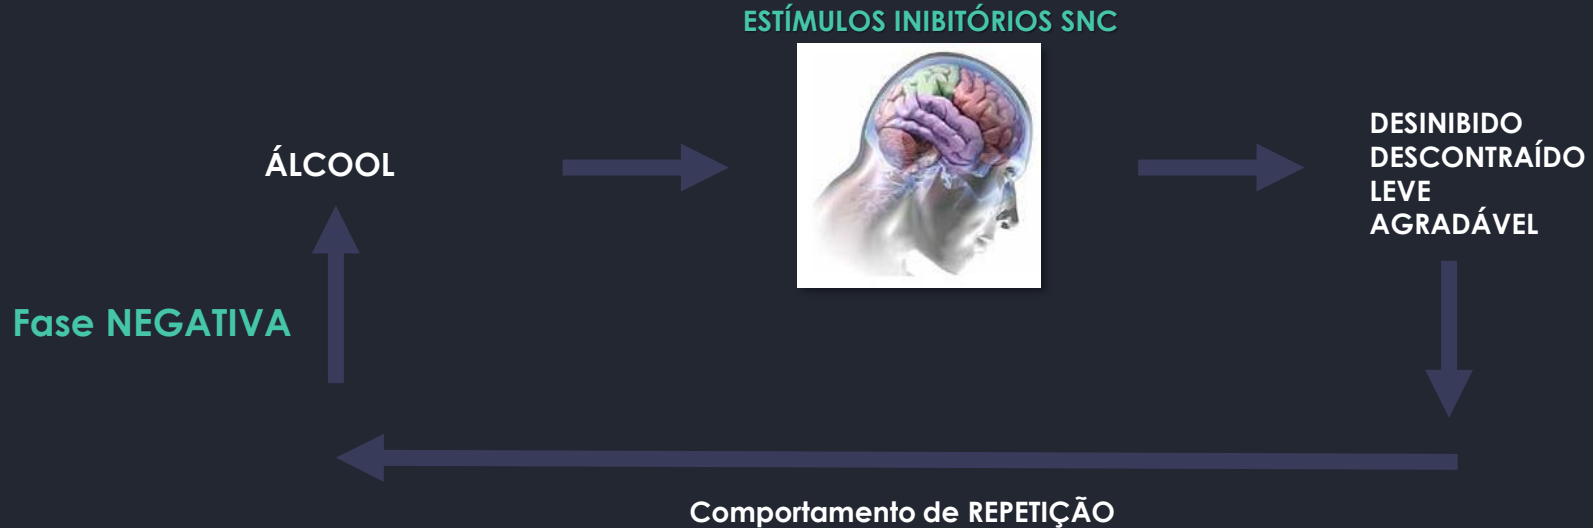 ESTÍMULOS INIBITÓRIOS SNC
ÁLCOOL
DESINIBIDO
DESCONTRAÍDO
LEVE
AGRADÁVEL
Fase NEGATIVA
Comportamento de REPETIÇÃO